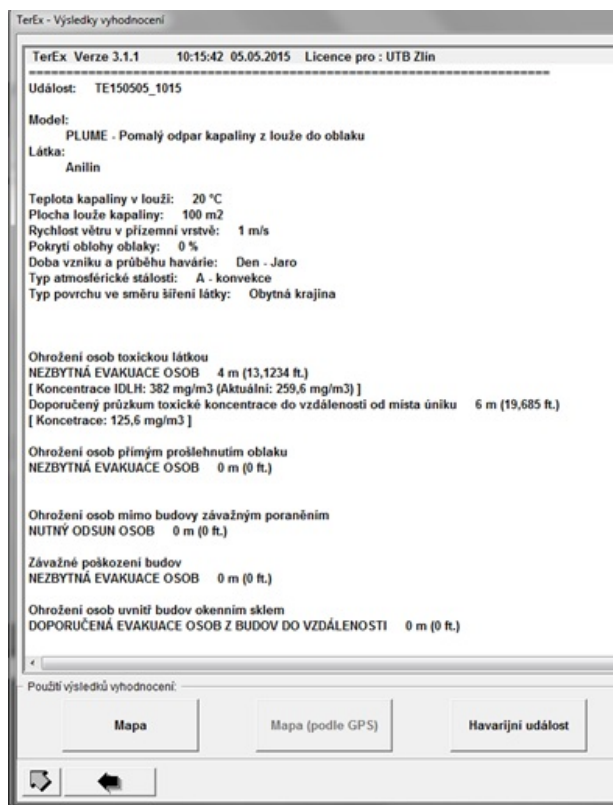 TerEx - Výsledky vyhodnocení
TerEx Verze 3.1.1 10:15:42 05.05.2015 Licence pro : UTB Zlín
======================================================================
Událost: TE150505_1015
Model:
PLUME - Pomalý odpar kapaliny z louže do oblaku
Látka:
Anilin
Teplota kapaliny v louži: 20 °C
Plocha louže kapaliny: 100 m2
Rychlost větru v přízemní vrstvě: 1 m/s
Pokrytí oblohy oblaky: 0 %
Doba vzniku a průběhu havárie: Den - Jaro
Typ atmosférické stálosti: A - konvekce
Typ povrchu ve směru šíření látky: Obytná krajina
Ohrožení osob toxickou látkou
NEZBYTNÁ EVAKUACE OSOB 4 m (13,1234 ft.)
[ Koncentrace IDLH: 382 mg/m3 (Aktuální: 259,6 mg/m3) ]
Doporučený průzkum toxické koncentrace do vzdálenosti od místa úniku 6 m (19,685 ft.)
[ Koncetrace: 125,6 mg/m3 ]
Ohrožení osob přímým prošlehnutím oblaku
NEZBYTNÁ EVAKUACE OSOB 0 m (0 ft.)
Ohrožení osob mimo budovy závažným poraněním
NUTNÝ ODSUN OSOB 0 m (0 ft.)
Závažné poškození budov
NEZBYTNÁ EVAKUACE OSOB 0 m (0 ft.)
Ohrožení osob uvnitř budov okenním sklem
DOPORUČENÁ EVAKUACE OSOB Z BUDOV DO VZDÁLENOSTI 0 m (0 ft.)
Použití výsledků vyhodnocení:
Mapa Mapa (podle GPS) Havarijní událost